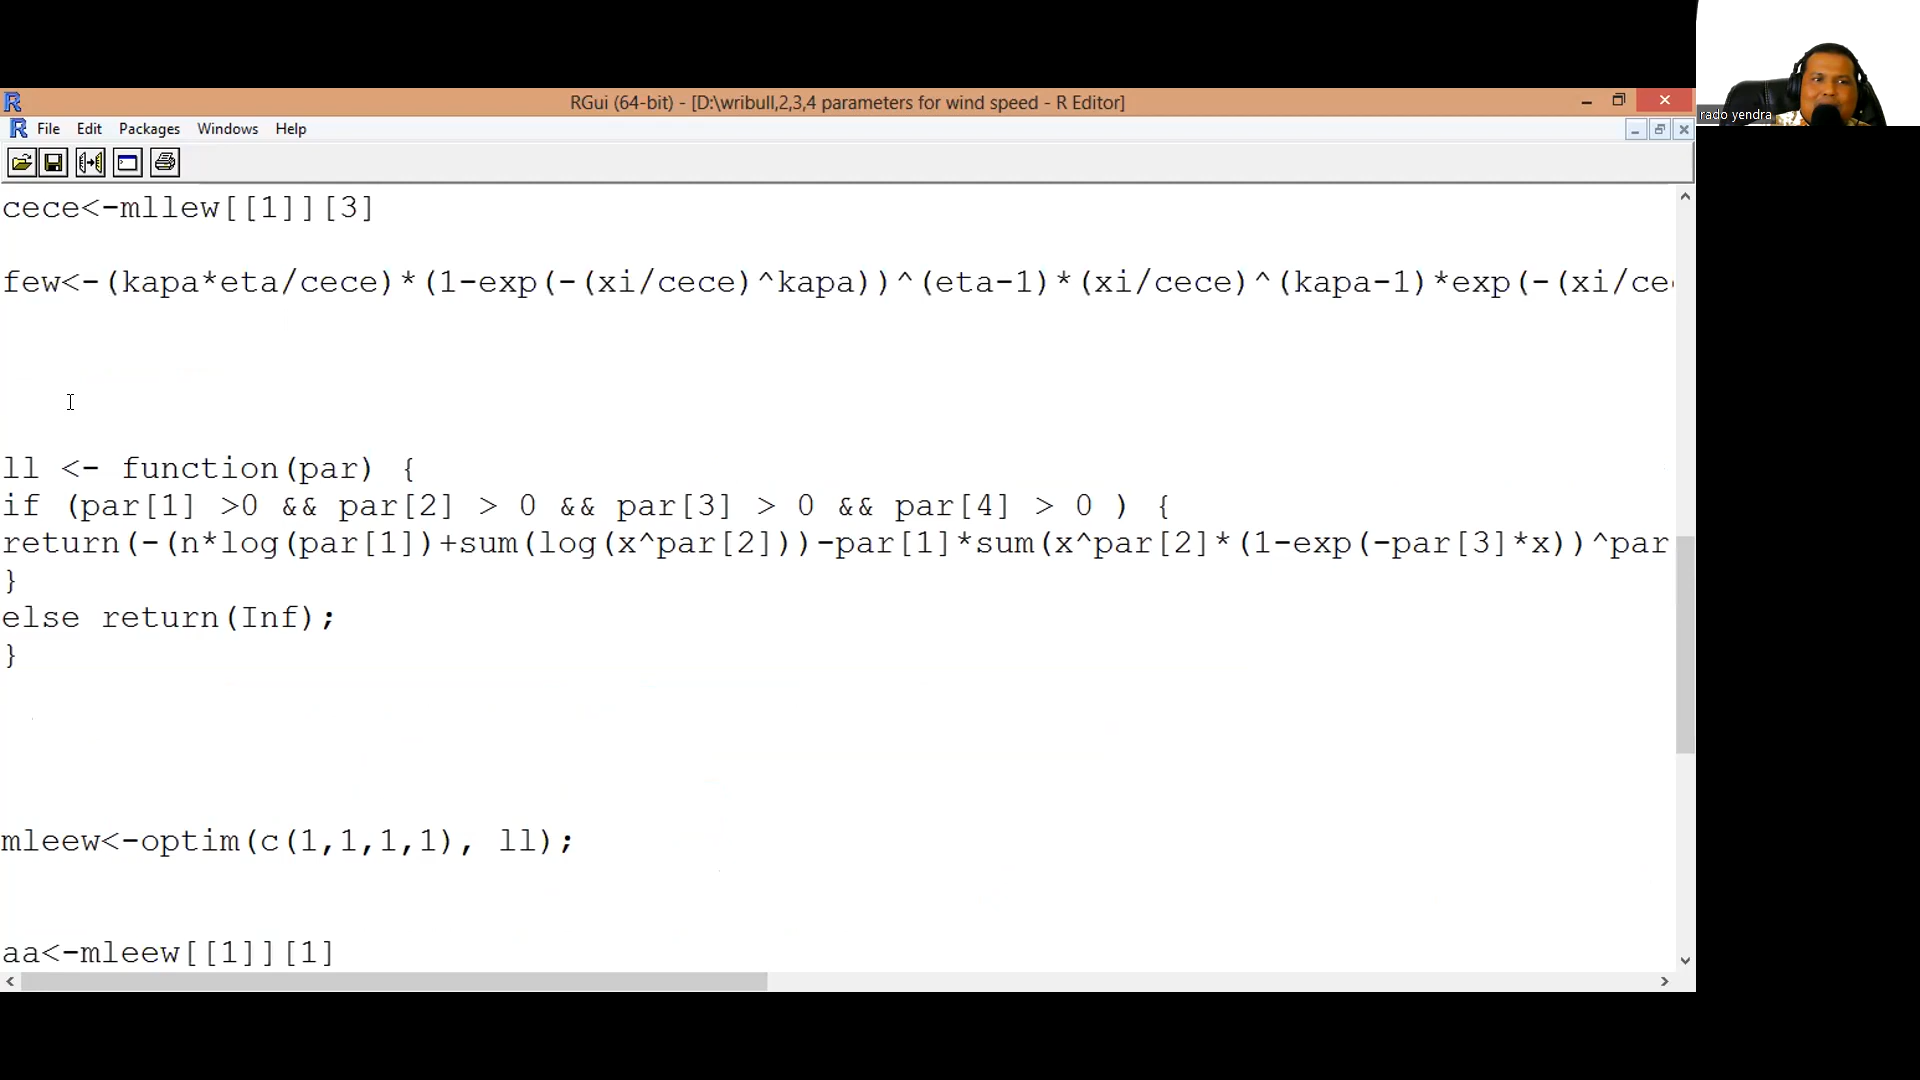 rado yendra
RGui (64-bit) - [D:\wribull,2,3,4 parameters for wind speed - R Editor]
File Edit Packages Windows Help
cece<-mllew[[1]][3]
few<-(kapa*eta/cece)*(1-exp(-(xi/cece)^kapa))^(eta-1)*(xi/cece)^(kapa-1)*exp(-(xi/ce
ll <- function(par) {
if (par[1] >0 && par[2] > 0 && par[3] > 0 && par[4] > 0 ) {
return(-(n*log(par[1])+sum(log(x^par[2]))-par[1]*sum(x^par[2]*(1-exp(-par[3]*x))^par
}
else return(Inf);
}
mleew<-optim(c(1,1,1,1), ll);
aa<-mleew[[1]][1]